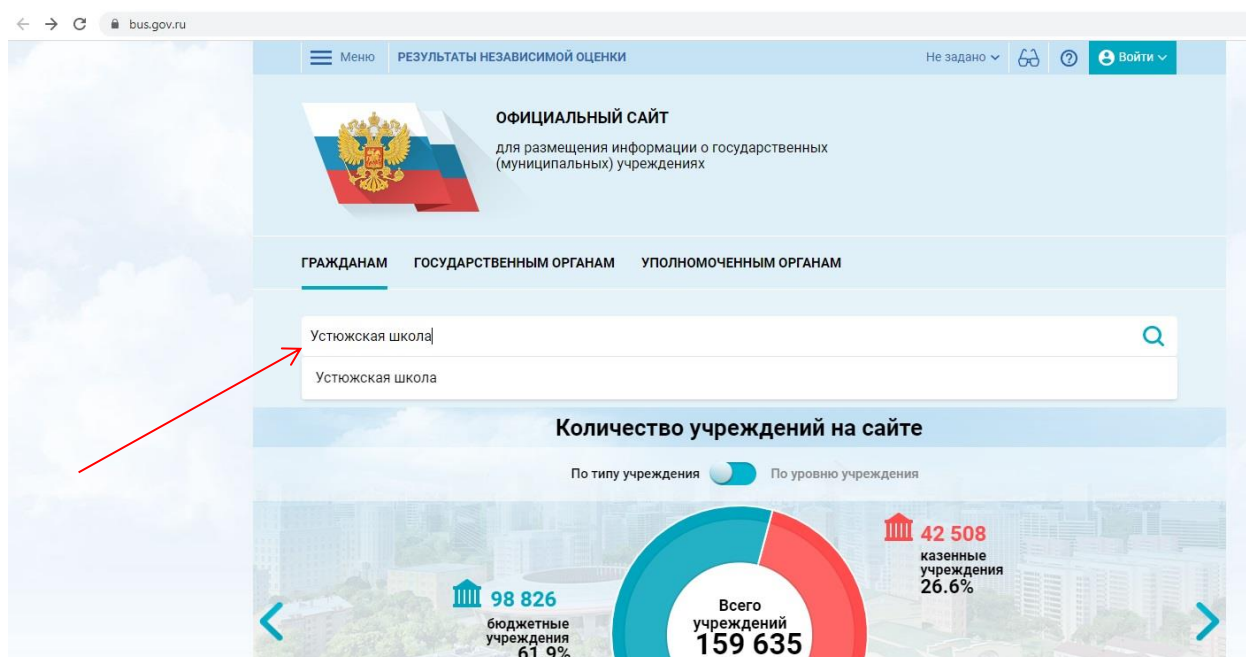 bus.gov.ru
Меню РЕЗУЛЬТАТЫ НЕЗАВИСИМОЙ ОЦЕНКИ Не задано Войти
ОФИЦИАЛЬНЫЙ САЙТ
для размещения информации о государственных
(муниципальных) учреждениях
ГРАЖДАНАМ ГОСУДАРСТВЕННЫМ ОРГАНАМ УПОЛНОМОЧЕННЫМ ОРГАНАМ
Устюжская школа
Устюжская школа
Количество учреждений на сайте
По типу учреждения По уровню учреждения
42 508
казенные
учреждения
26.6%
98 826
бюджетные
учреждения
61.9%
Всего
учреждений
159 635